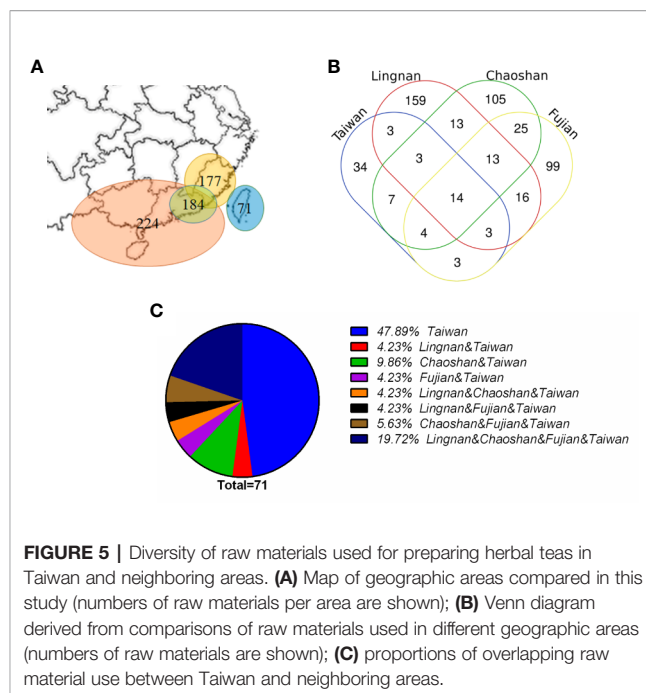 A
177
184
71
224
B
Lingnan
Chaoshan
Taiwan
Fujian
159
105
3
13
25
34
3
13
99
7
14
16
4
3
3
C
47.89% Taiwan
4.23% Lingnan&Taiwan
9.86% Chaoshan&Taiwan
4.23% Fujian&Taiwan
4.23% Lingnan&Chaoshan&Taiwan
4.23% Lingnan&Fujian&Taiwan
5.63% Chaoshan&Fujian&Taiwan
19.72% Lingnan&Chaoshan&Fujian&Taiwan
Total=71
FIGURE 5 | Diversity of raw materials used for preparing herbal teas in
Taiwan and neighboring areas. (A) Map of geographic areas compared in this
study (numbers of raw materials per area are shown); (B) Venn diagram
derived from comparisons of raw materials used in different geographic areas
(numbers of raw materials are shown); (C) proportions of overlapping raw
material use between Taiwan and neighboring areas.